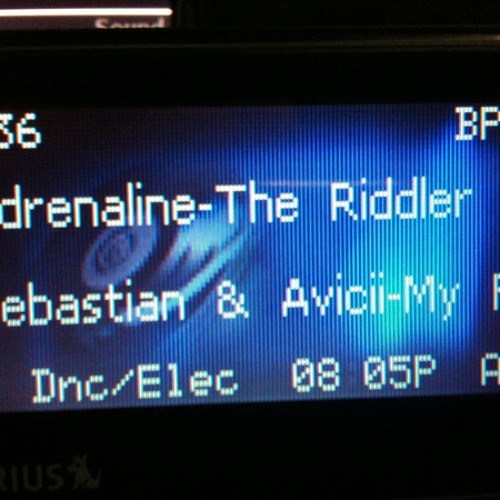 Sound
36 BP
drenaline-The Riddler
ebastian & Avicii-My F
Dnc/Elec 08 05P A
RIUS